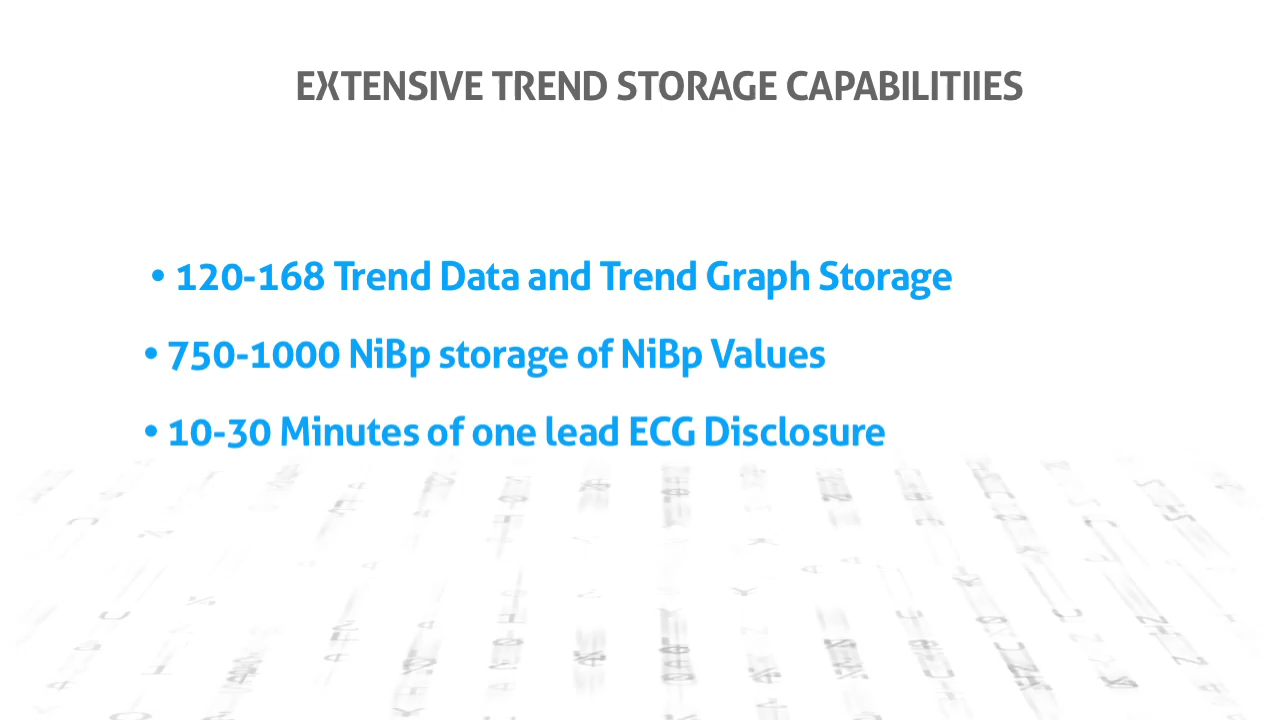 EXTENSIVE TREND STORAGE CAPABILITIIES
• 120-168 Trend Data and Trend Graph Storage
• 750-1000 NiBp storage of NiBp Values
• 10-30 Minutes of one lead ECG Disclosure